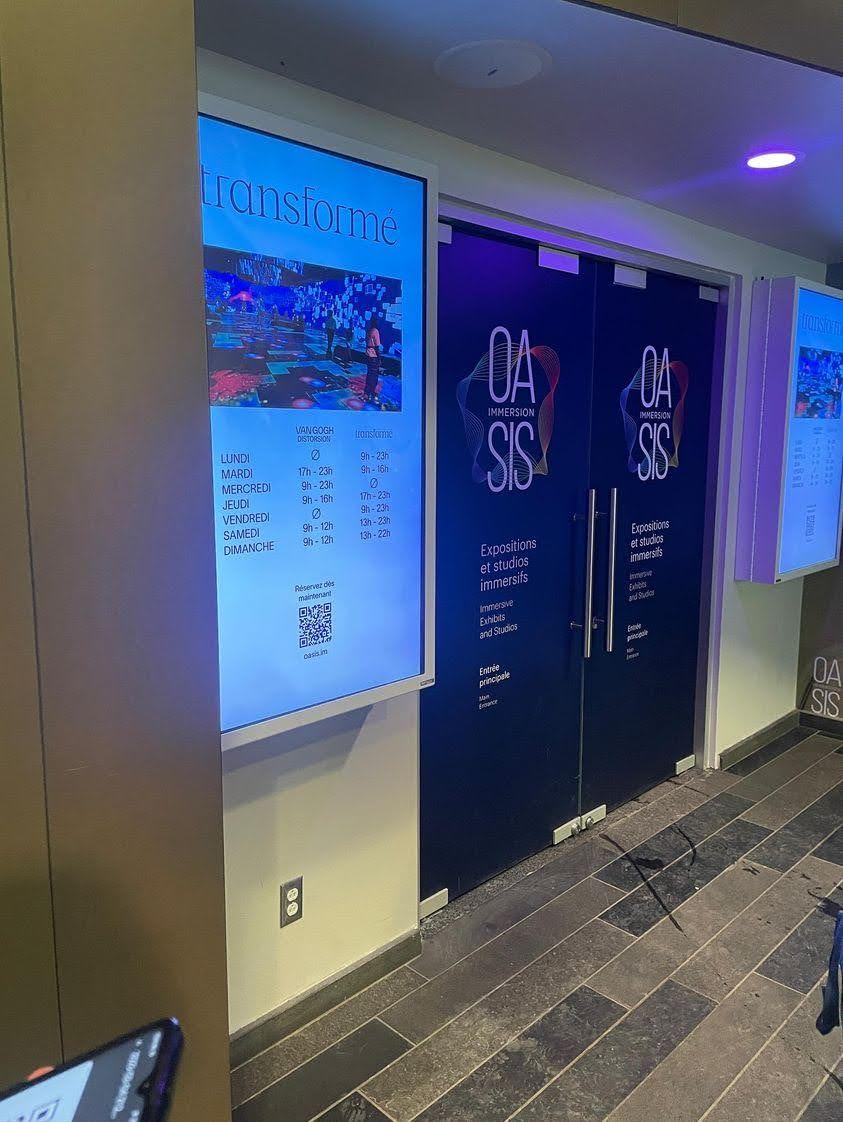 transformé
VAN GOGH
DISTORSION
transformé
LUNDI Ø 9h - 23h
MARDI 17h - 23h 9h - 16h
MERCREDI 9h - 23h Ø
JEUDI 9h - 16h 17h - 23h
VENDREDI Ø 9h - 23h
SAMEDI 9h - 12h 13h - 23h
DIMANCHE 9h - 12h 13h - 22h
Réservez dès
maintenant
oasis.im
OA
IMMERSION
SIS
Expositions
et studios
immersifs
Immersive
Exhibits
and Studios
Entrée
principale
Main
Entrance
OA
IMMERSION
SIS
Expositions
et studios
immersifs
Immersive
Exhibits
and Studios
Entrée
principale
Main
Entrance
transformé
OA
SIS